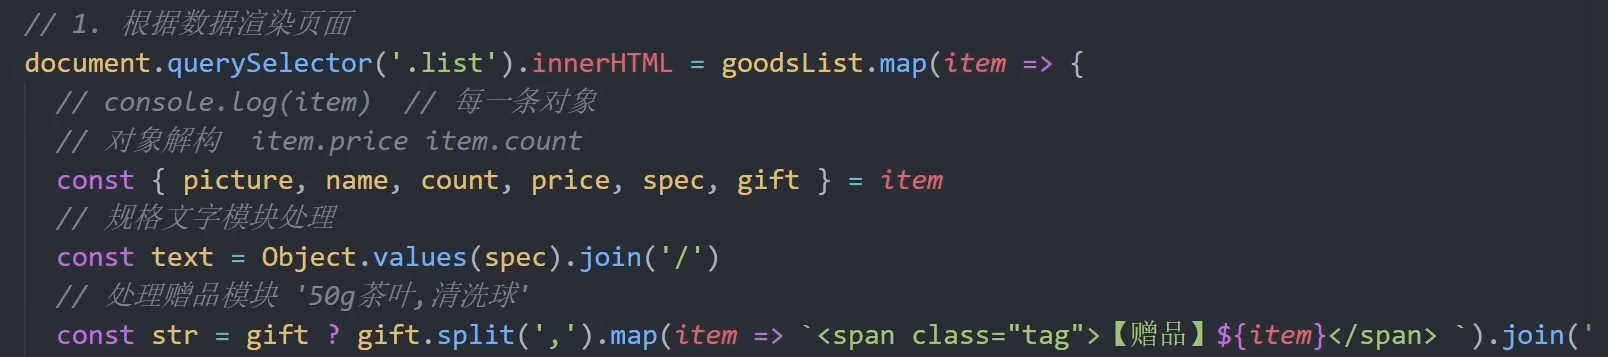 // 1. 根据数据渲染页面
document.querySelector('.list').innerHTML = goodsList.map(item => {
// console.log(item)  // 每一条对象
// 对象解构  item.price item.count
const { picture, name, count, price, spec, gift } = item
// 规格文字模块处理
const text = Object.values(spec).join('/')
// 处理赠品模块 '50g茶叶,清洗球'
const str = gift ? gift.split(',').map(item => `<span class="tag">【赠品】${item}</span> `).join('